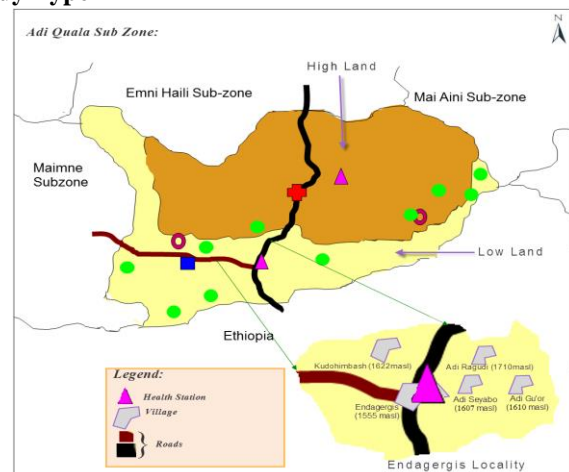 Adi Quala Sub Zone:
N
High Land
Emni Haili Sub-zone
Mai Aini Sub-zone
Maimne
Subzone
Low Land
Ethiopia
Legend:
Health Station
Village
Roads
Kudohimbash (1622masl)
Adi Ragudi (1710masl)
Endagergis
(1555 masl)
Adi Seyabo
(1607 masl)
Adi Gu'or
(1610 masl)
Endagergis Locality